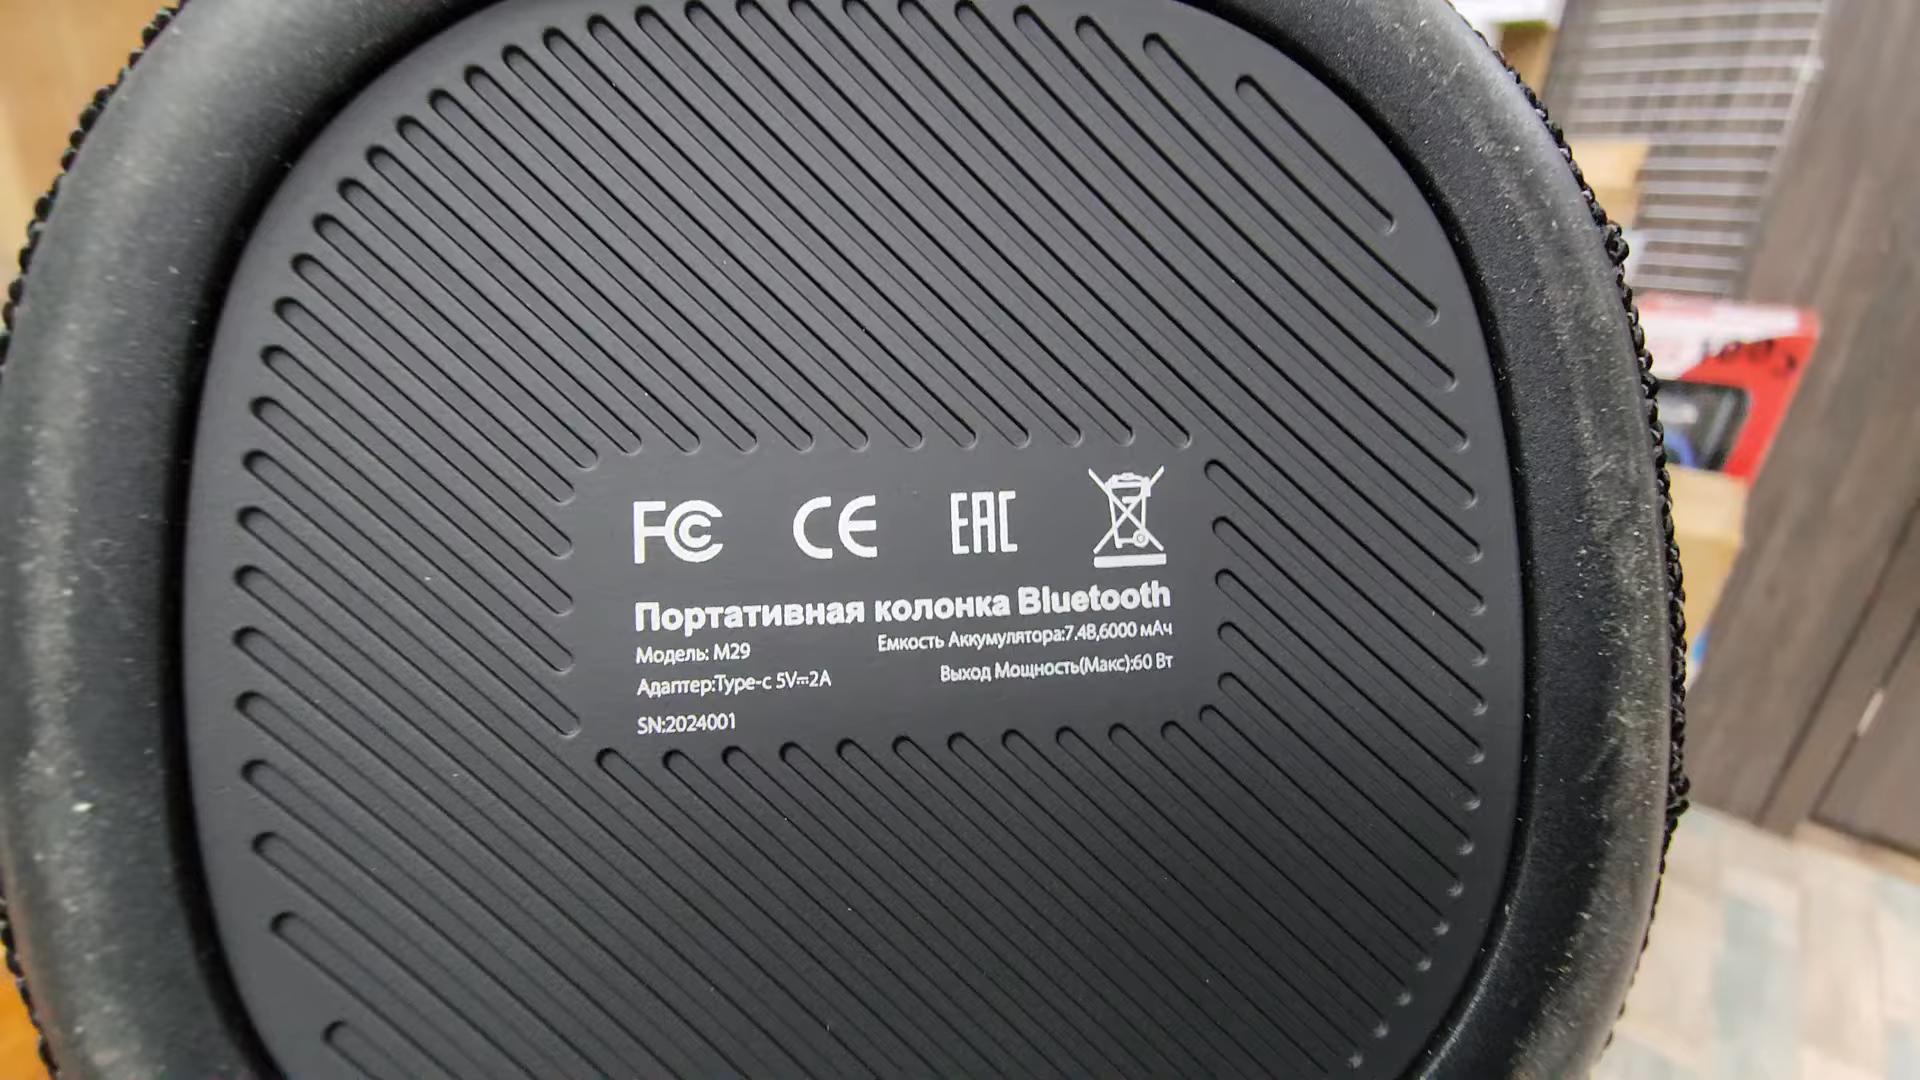 FC CE EAC
Портативная колонка Bluetooth
Модель: M29
Емкость Аккумулятора:7.4В,6000 мАч
Адаптер:Type-c 5V⎓2A
Выход Мощность(Макс):60 Вт
SN:2024001